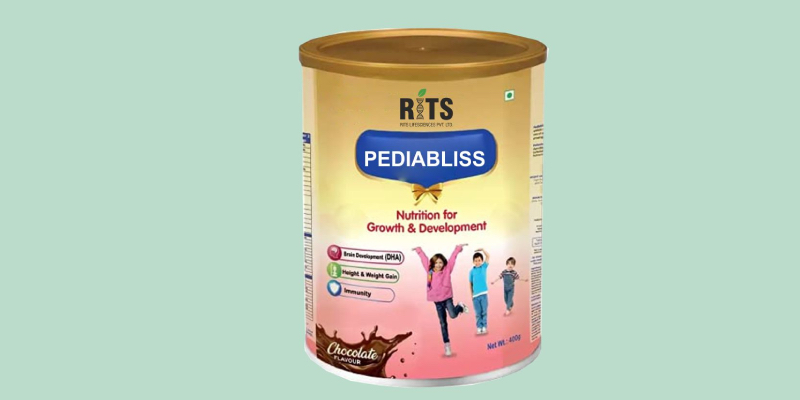 RITS
RITS LIFESCIENCES PVT. LTD.
PEDIABLISS
Nutrition for
Growth & Development
Brain Development (DHA)
Height & Weight Gain
Immunity
Chocolate
FLAVOUR
Net Wt.: 400g